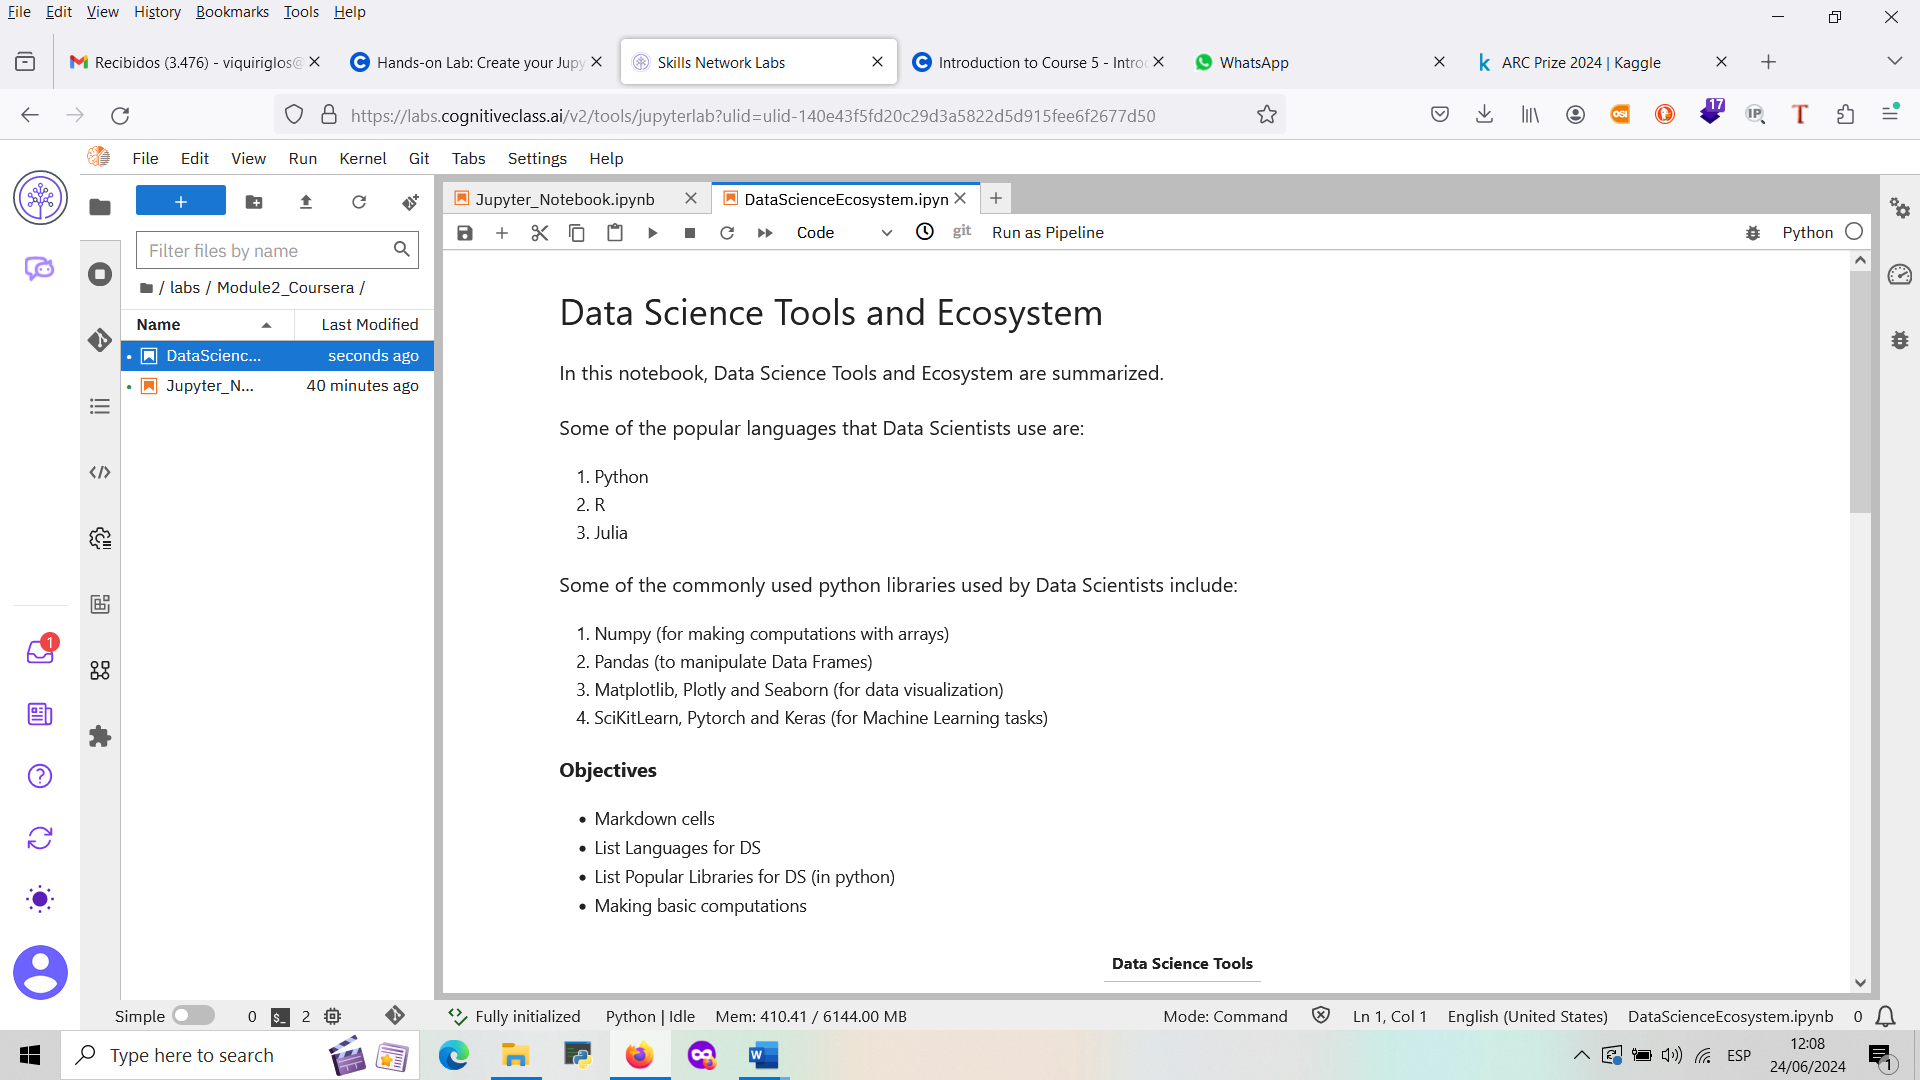 File Edit View History Bookmarks Tools Help
Recibidos (3.476) - viquiriglos@
Hands-on Lab: Create your Jupy
Skills Network Labs
Introduction to Course 5 - Intro
WhatsApp
ARC Prize 2024 | Kaggle
https://labs.cognitiveclass.ai/v2/tools/jupyterlab?ulid=ulid-140e43f5fd20c29d3a5822d5d915fee6f2677d50
OSI
17
IP
T
File Edit View Run Kernel Git Tabs Settings Help
Filter files by name
/ labs / Module2_Coursera /
Name Last Modified
DataScienc... seconds ago
Jupyter_N... 40 minutes ago
1
Jupyter_Notebook.ipynb
DataScienceEcosystem.ipyn
Code
git
Run as Pipeline
Python
Data Science Tools and Ecosystem
In this notebook, Data Science Tools and Ecosystem are summarized.
Some of the popular languages that Data Scientists use are:
1. Python
2. R
3. Julia
Some of the commonly used python libraries used by Data Scientists include:
1. Numpy (for making computations with arrays)
2. Pandas (to manipulate Data Frames)
3. Matplotlib, Plotly and Seaborn (for data visualization)
4. SciKitLearn, Pytorch and Keras (for Machine Learning tasks)
Objectives
• Markdown cells
• List Languages for DS
• List Popular Libraries for DS (in python)
• Making basic computations
Data Science Tools
Simple 0 $_ 2 Fully initialized Python | Idle Mem: 410.41 / 6144.00 MB Mode: Command Ln 1, Col 1 English (United States) DataScienceEcosystem.ipynb 0
Type here to search
W
ESP
12:08
24/06/2024
1